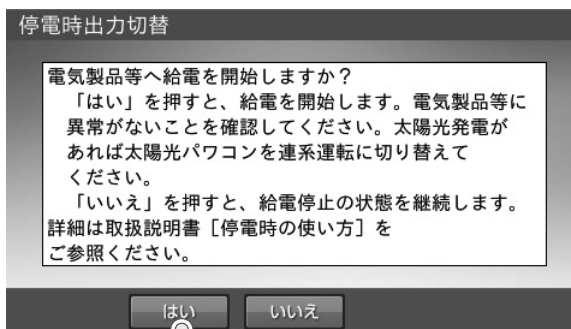 停電時出力切替
電気製品等へ給電を開始しますか？
「はい」を押すと、給電を開始します。電気製品等に
異常がないことを確認してください。太陽光発電が
あれば太陽光パワコンを連系運転に切り替えて
ください。
「いいえ」を押すと、給電停止の状態を継続します。
詳細は取扱説明書［停電時の使い方］を
ご参照ください。
はい
いいえ